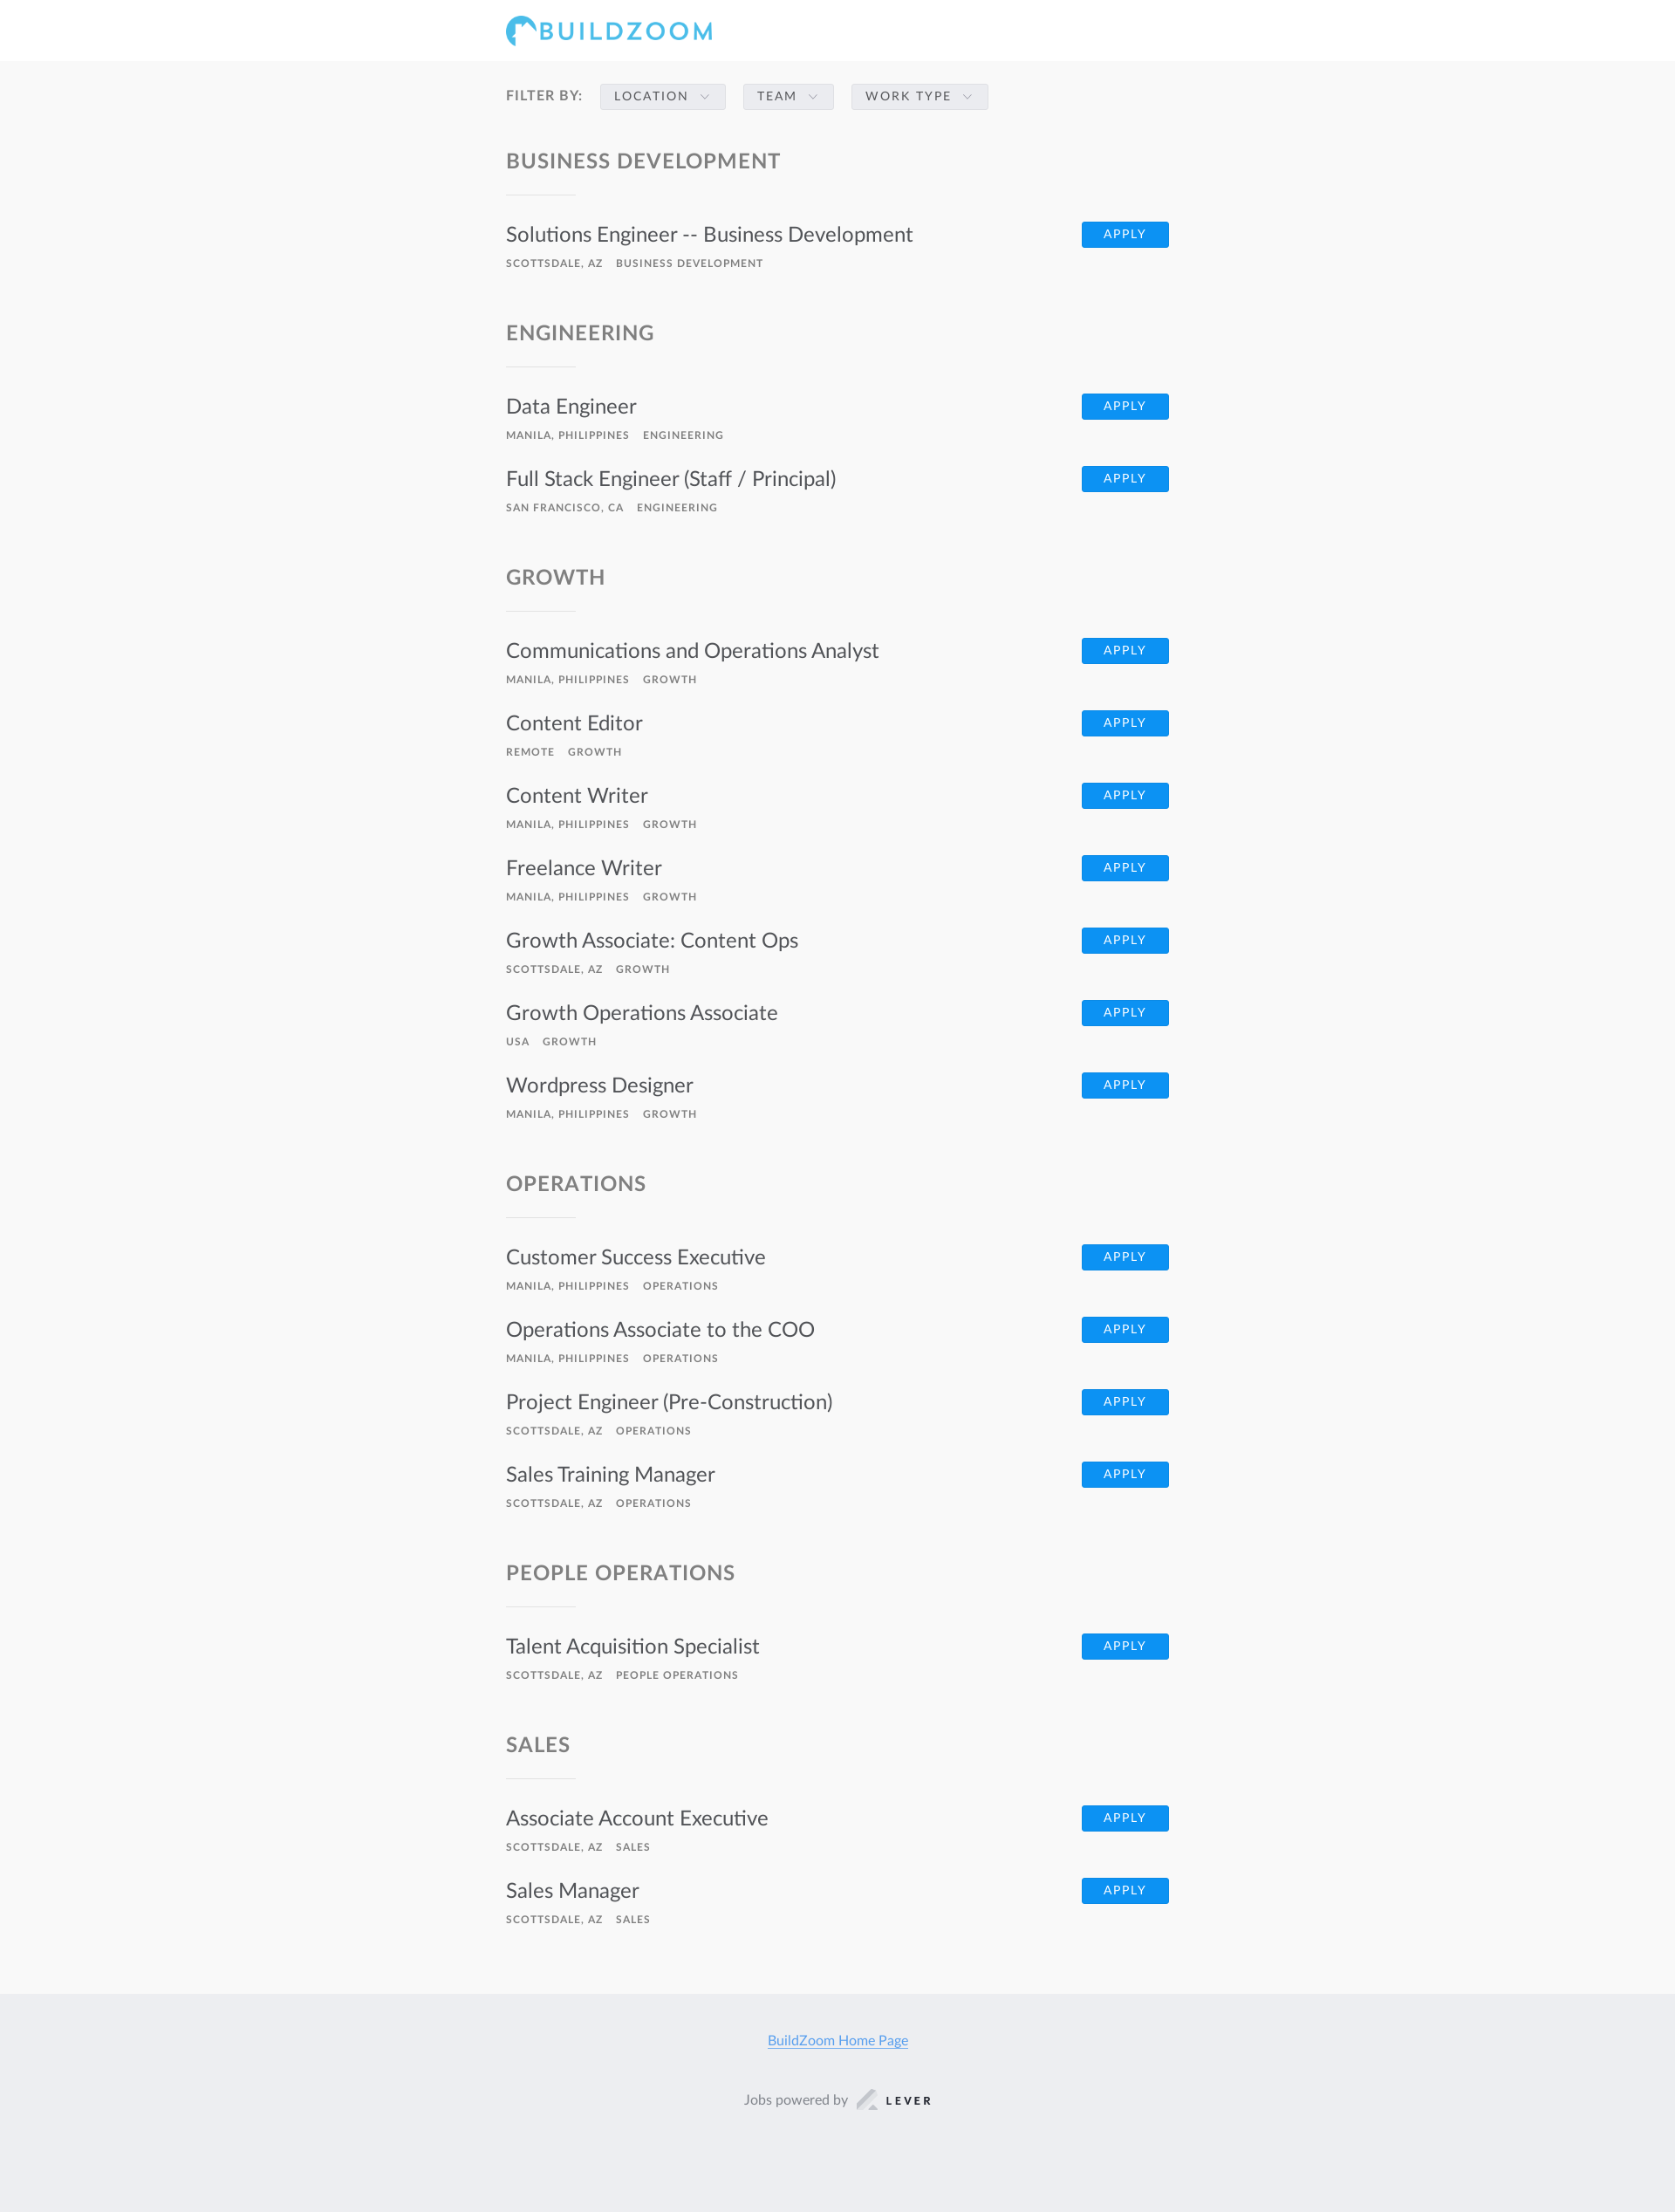 BUILDZOOM
FILTER BY: LOCATION TEAM WORK TYPE
BUSINESS DEVELOPMENT
Solutions Engineer -- Business Development APPLY
SCOTTSDALE, AZ BUSINESS DEVELOPMENT
ENGINEERING
Data Engineer APPLY
MANILA, PHILIPPINES ENGINEERING
Full Stack Engineer (Staff / Principal) APPLY
SAN FRANCISCO, CA ENGINEERING
GROWTH
Communications and Operations Analyst APPLY
MANILA, PHILIPPINES GROWTH
Content Editor APPLY
REMOTE GROWTH
Content Writer APPLY
MANILA, PHILIPPINES GROWTH
Freelance Writer APPLY
MANILA, PHILIPPINES GROWTH
Growth Associate: Content Ops APPLY
SCOTTSDALE, AZ GROWTH
Growth Operations Associate APPLY
USA GROWTH
Wordpress Designer APPLY
MANILA, PHILIPPINES GROWTH
OPERATIONS
Customer Success Executive APPLY
MANILA, PHILIPPINES OPERATIONS
Operations Associate to the COO APPLY
MANILA, PHILIPPINES OPERATIONS
Project Engineer (Pre-Construction) APPLY
SCOTTSDALE, AZ OPERATIONS
Sales Training Manager APPLY
SCOTTSDALE, AZ OPERATIONS
PEOPLE OPERATIONS
Talent Acquisition Specialist APPLY
SCOTTSDALE, AZ PEOPLE OPERATIONS
SALES
Associate Account Executive APPLY
SCOTTSDALE, AZ SALES
Sales Manager APPLY
SCOTTSDALE, AZ SALES
BuildZoom Home Page
Jobs powered by LEVER